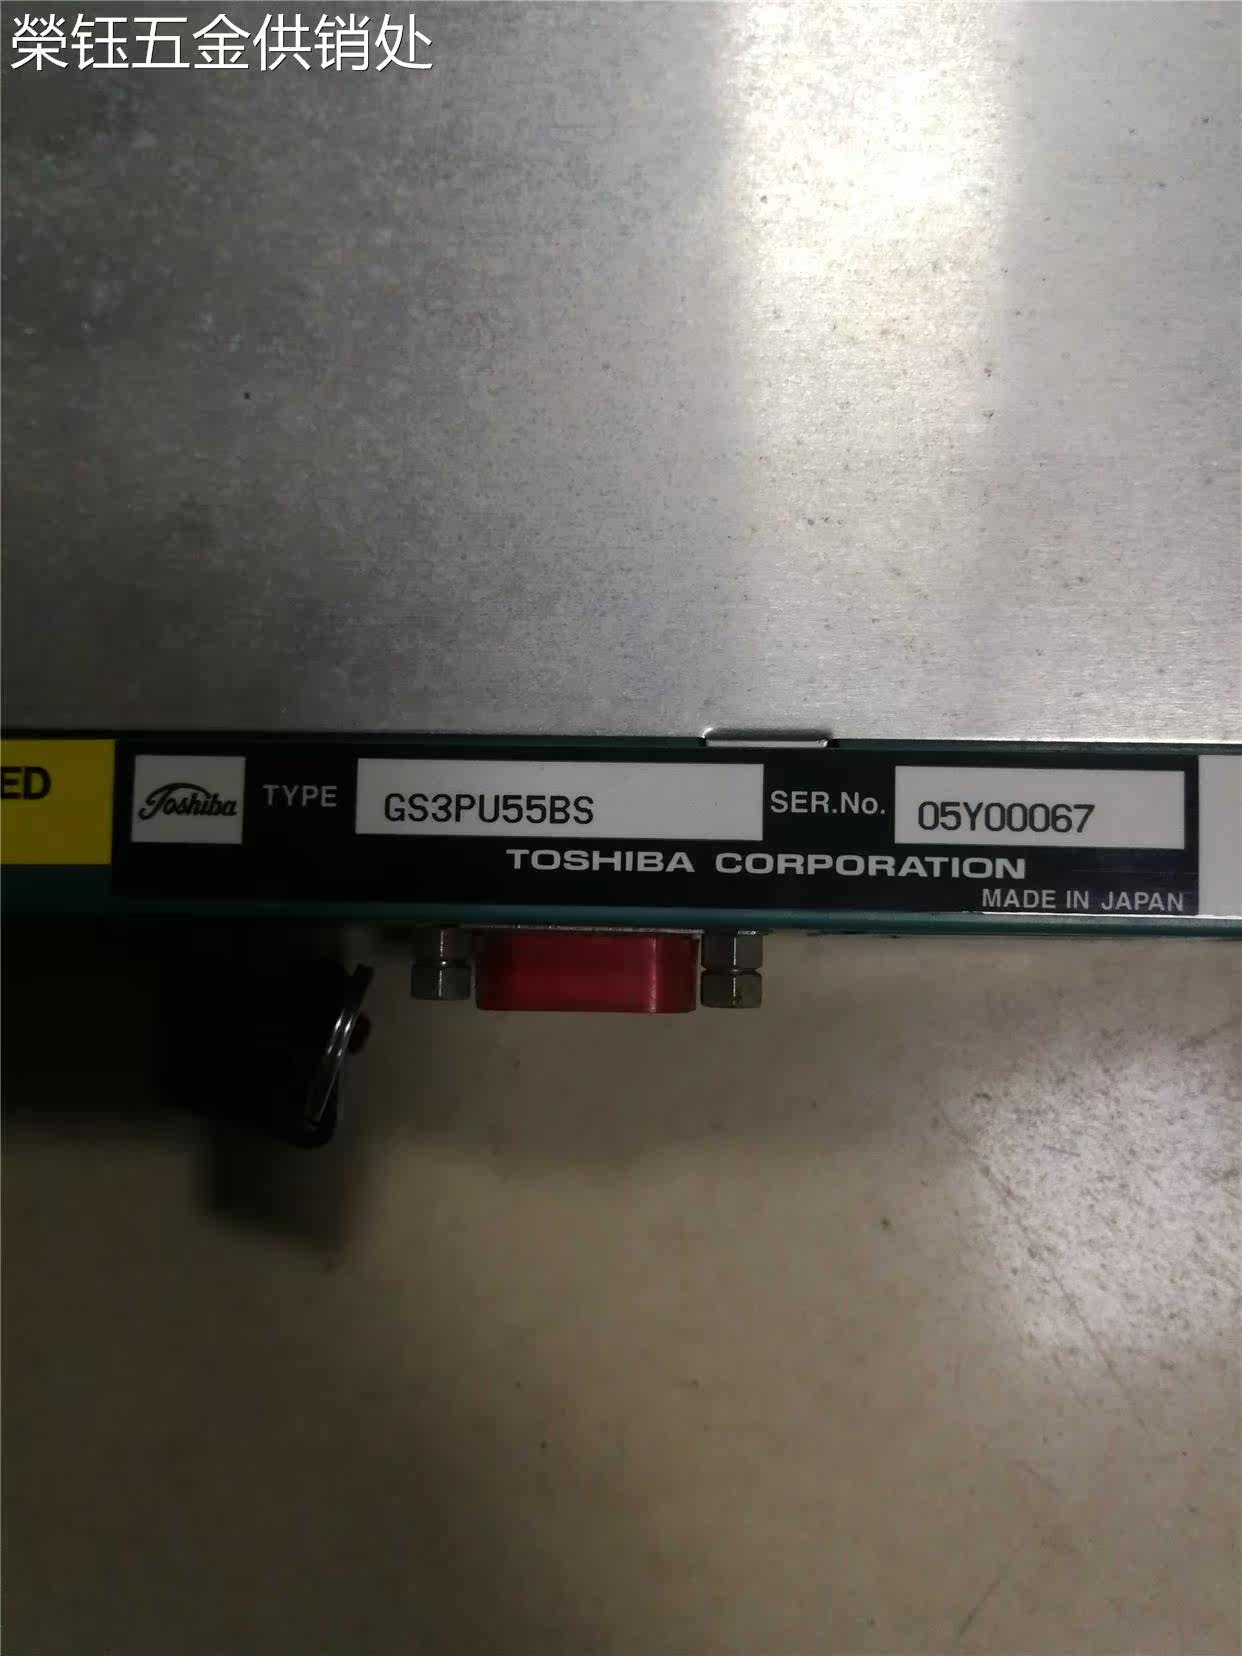 榮钰五金供销处
ED
Toshiba TYPE GS3PU55BS SER.No. 05Y00067
TOSHIBA CORPORATION
MADE IN JAPAN